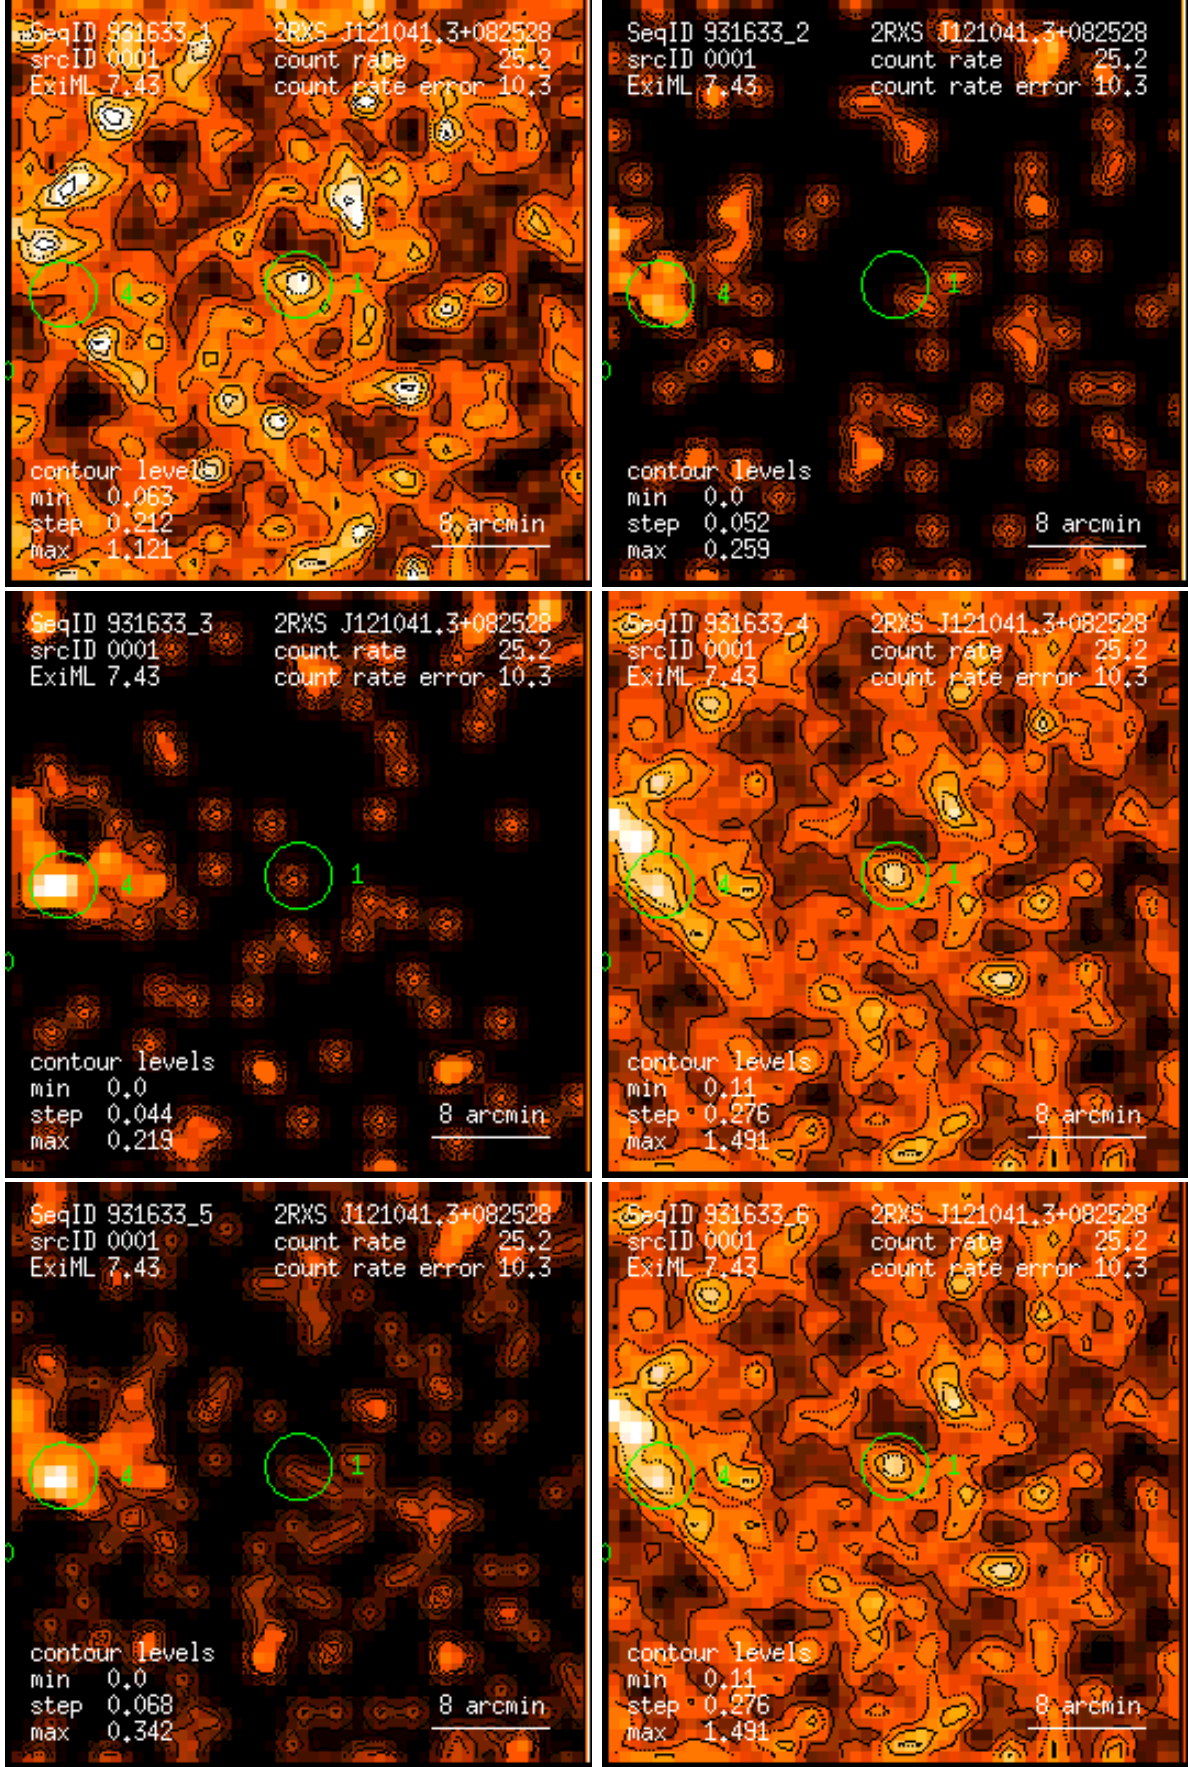 SeqID 931633_1 2RXS J121041.3+082528
srcID 0001 count rate 25.2
ExiML 7.43 count rate error 10.3
4 1
contour levels
min 0.063
step 0.212 8 arcmin
max 1.121
SeqID 931633_2 2RXS J121041.3+082528
srcID 0001 count rate 25.2
ExiML 7.43 count rate error 10.3
4 1
contour levels
min 0.0
step 0.052 8 arcmin
max 0.259
SeqID 931633_3 2RXS J121041.3+082528
srcID 0001 count rate 25.2
ExiML 7.43 count rate error 10.3
4 1
contour levels
min 0.0
step 0.044 8 arcmin
max 0.219
SeqID 931633_4 2RXS J121041.3+082528
srcID 0001 count rate 25.2
ExiML 7.43 count rate error 10.3
4 1
contour levels
min 0.11
step 0.276 8 arcmin
max 1.491
SeqID 931633_5 2RXS J121041.3+082528
srcID 0001 count rate 25.2
ExiML 7.43 count rate error 10.3
4 1
contour levels
min 0.0
step 0.068 8 arcmin
max 0.342
SeqID 931633_6 2RXS J121041.3+082528
srcID 0001 count rate 25.2
ExiML 7.43 count rate error 10.3
4 1
contour levels
min 0.11
step 0.276 8 arcmin
max 1.491